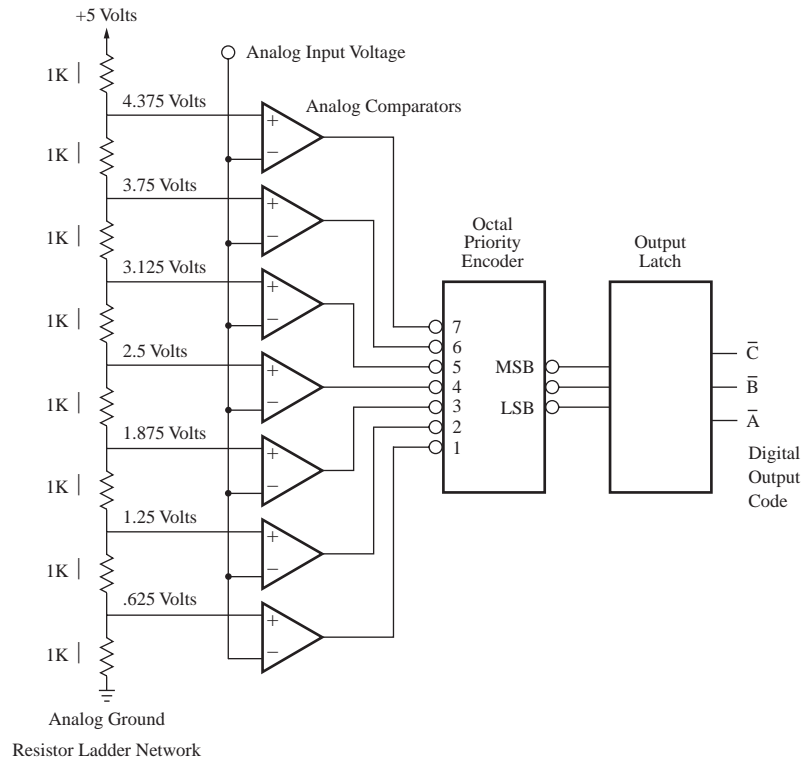 +5 Volts
Analog Input Voltage
1K
4.375 Volts
Analog Comparators
+
−
1K
3.75 Volts
+
−
1K
3.125 Volts
+
−
1K
2.5 Volts
+
−
1K
1.875 Volts
+
−
1K
1.25 Volts
+
−
1K
.625 Volts
+
−
1K
Analog Ground
Resistor Ladder Network
Octal
Priority
Encoder
7
6
5
4
3
2
1
MSB
LSB
Output
Latch
C̅
B̅
A̅
Digital
Output
Code